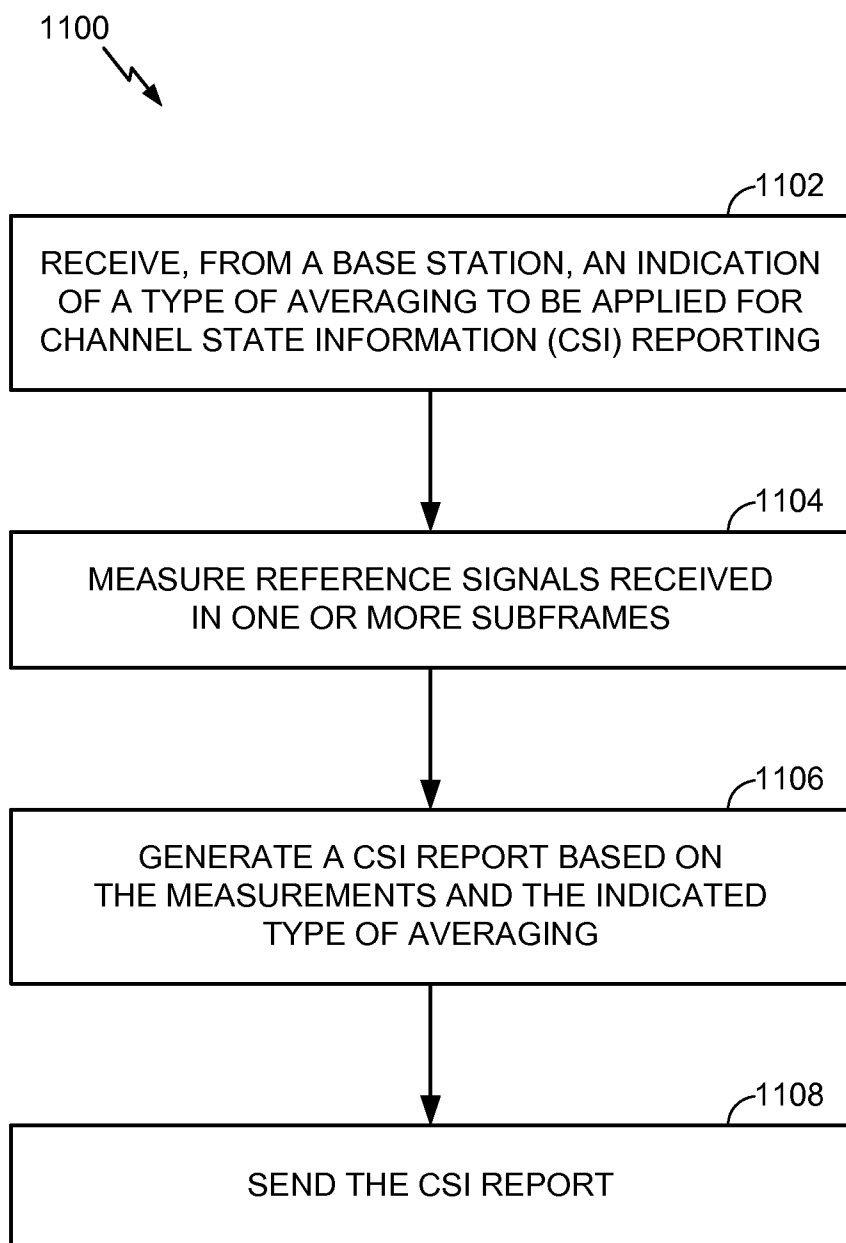 1100
1102
RECEIVE, FROM A BASE STATION, AN INDICATION
OF A TYPE OF AVERAGING TO BE APPLIED FOR
CHANNEL STATE INFORMATION (CSI) REPORTING
1104
MEASURE REFERENCE SIGNALS RECEIVED
IN ONE OR MORE SUBFRAMES
1106
GENERATE A CSI REPORT BASED ON
THE MEASUREMENTS AND THE INDICATED
TYPE OF AVERAGING
1108
SEND THE CSI REPORT